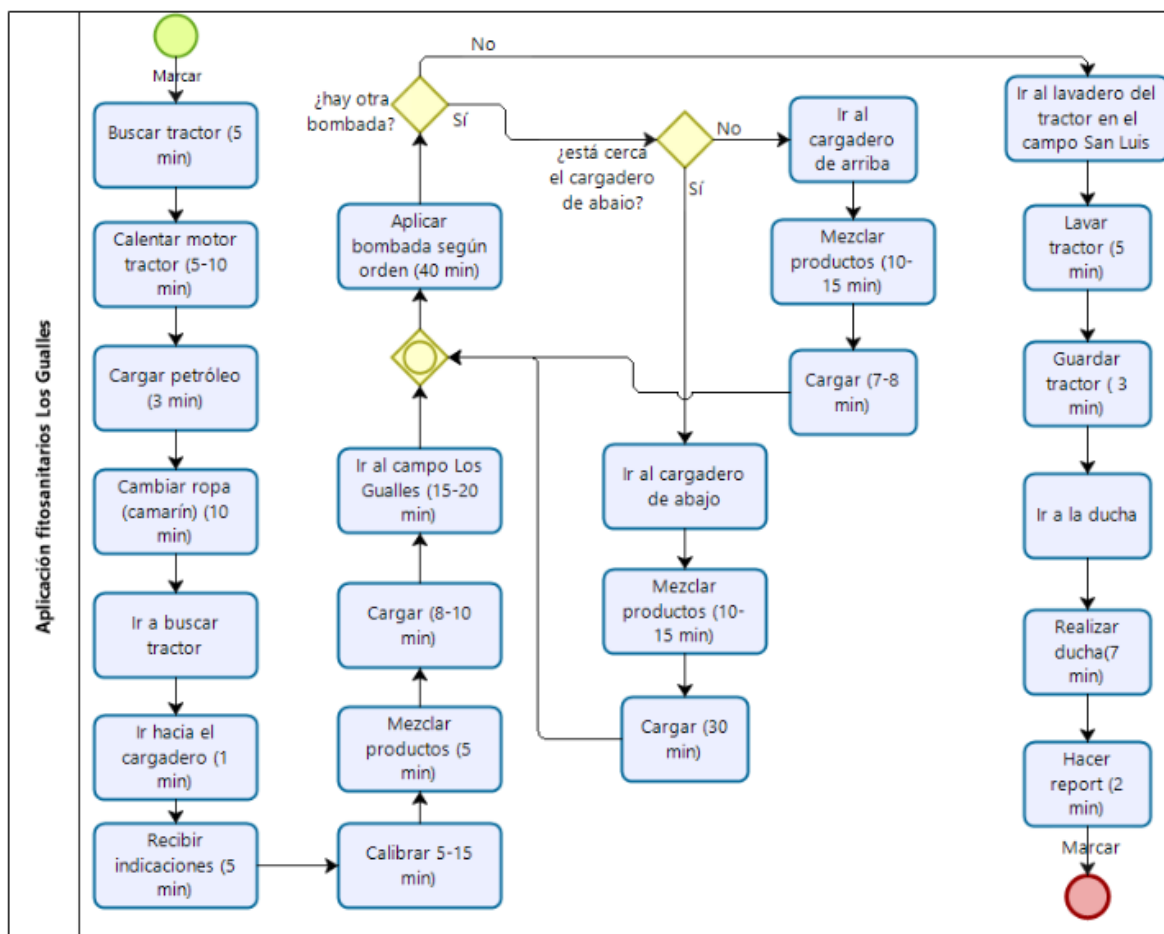 Aplicación fitosanitarios Los Gualles
Marcar
Buscar tractor (5
min)
Calentar motor
tractor (5-10
min)
Cargar petróleo
(3 min)
Cambiar ropa
(camarín) (10
min)
Ir a buscar
tractor
Ir hacia el
cargadero (1
min)
Recibir
indicaciones (5
min)
Calibrar 5-15
min)
Mezclar
productos (5
min)
Cargar (8-10
min)
Ir al campo Los
Gualles (15-20
min)
Aplicar
bombada según
orden (40 min)
¿hay otra
bombada?
No
Sí
¿está cerca
el cargadero
de abaio?
No
Sí
Ir al
cargadero
de arriba
Mezclar
productos (10-
15 min)
Cargar (7-8
min)
Ir al cargadero
de abajo
Mezclar
productos (10-
15 min)
Cargar (30
min)
Ir al lavadero del
tractor en el
campo San Luis
Lavar
tractor (5
min)
Guardar
tractor ( 3
min)
Ir a la ducha
Realizar
ducha(7
min)
Hacer
report (2
min)
Marcar